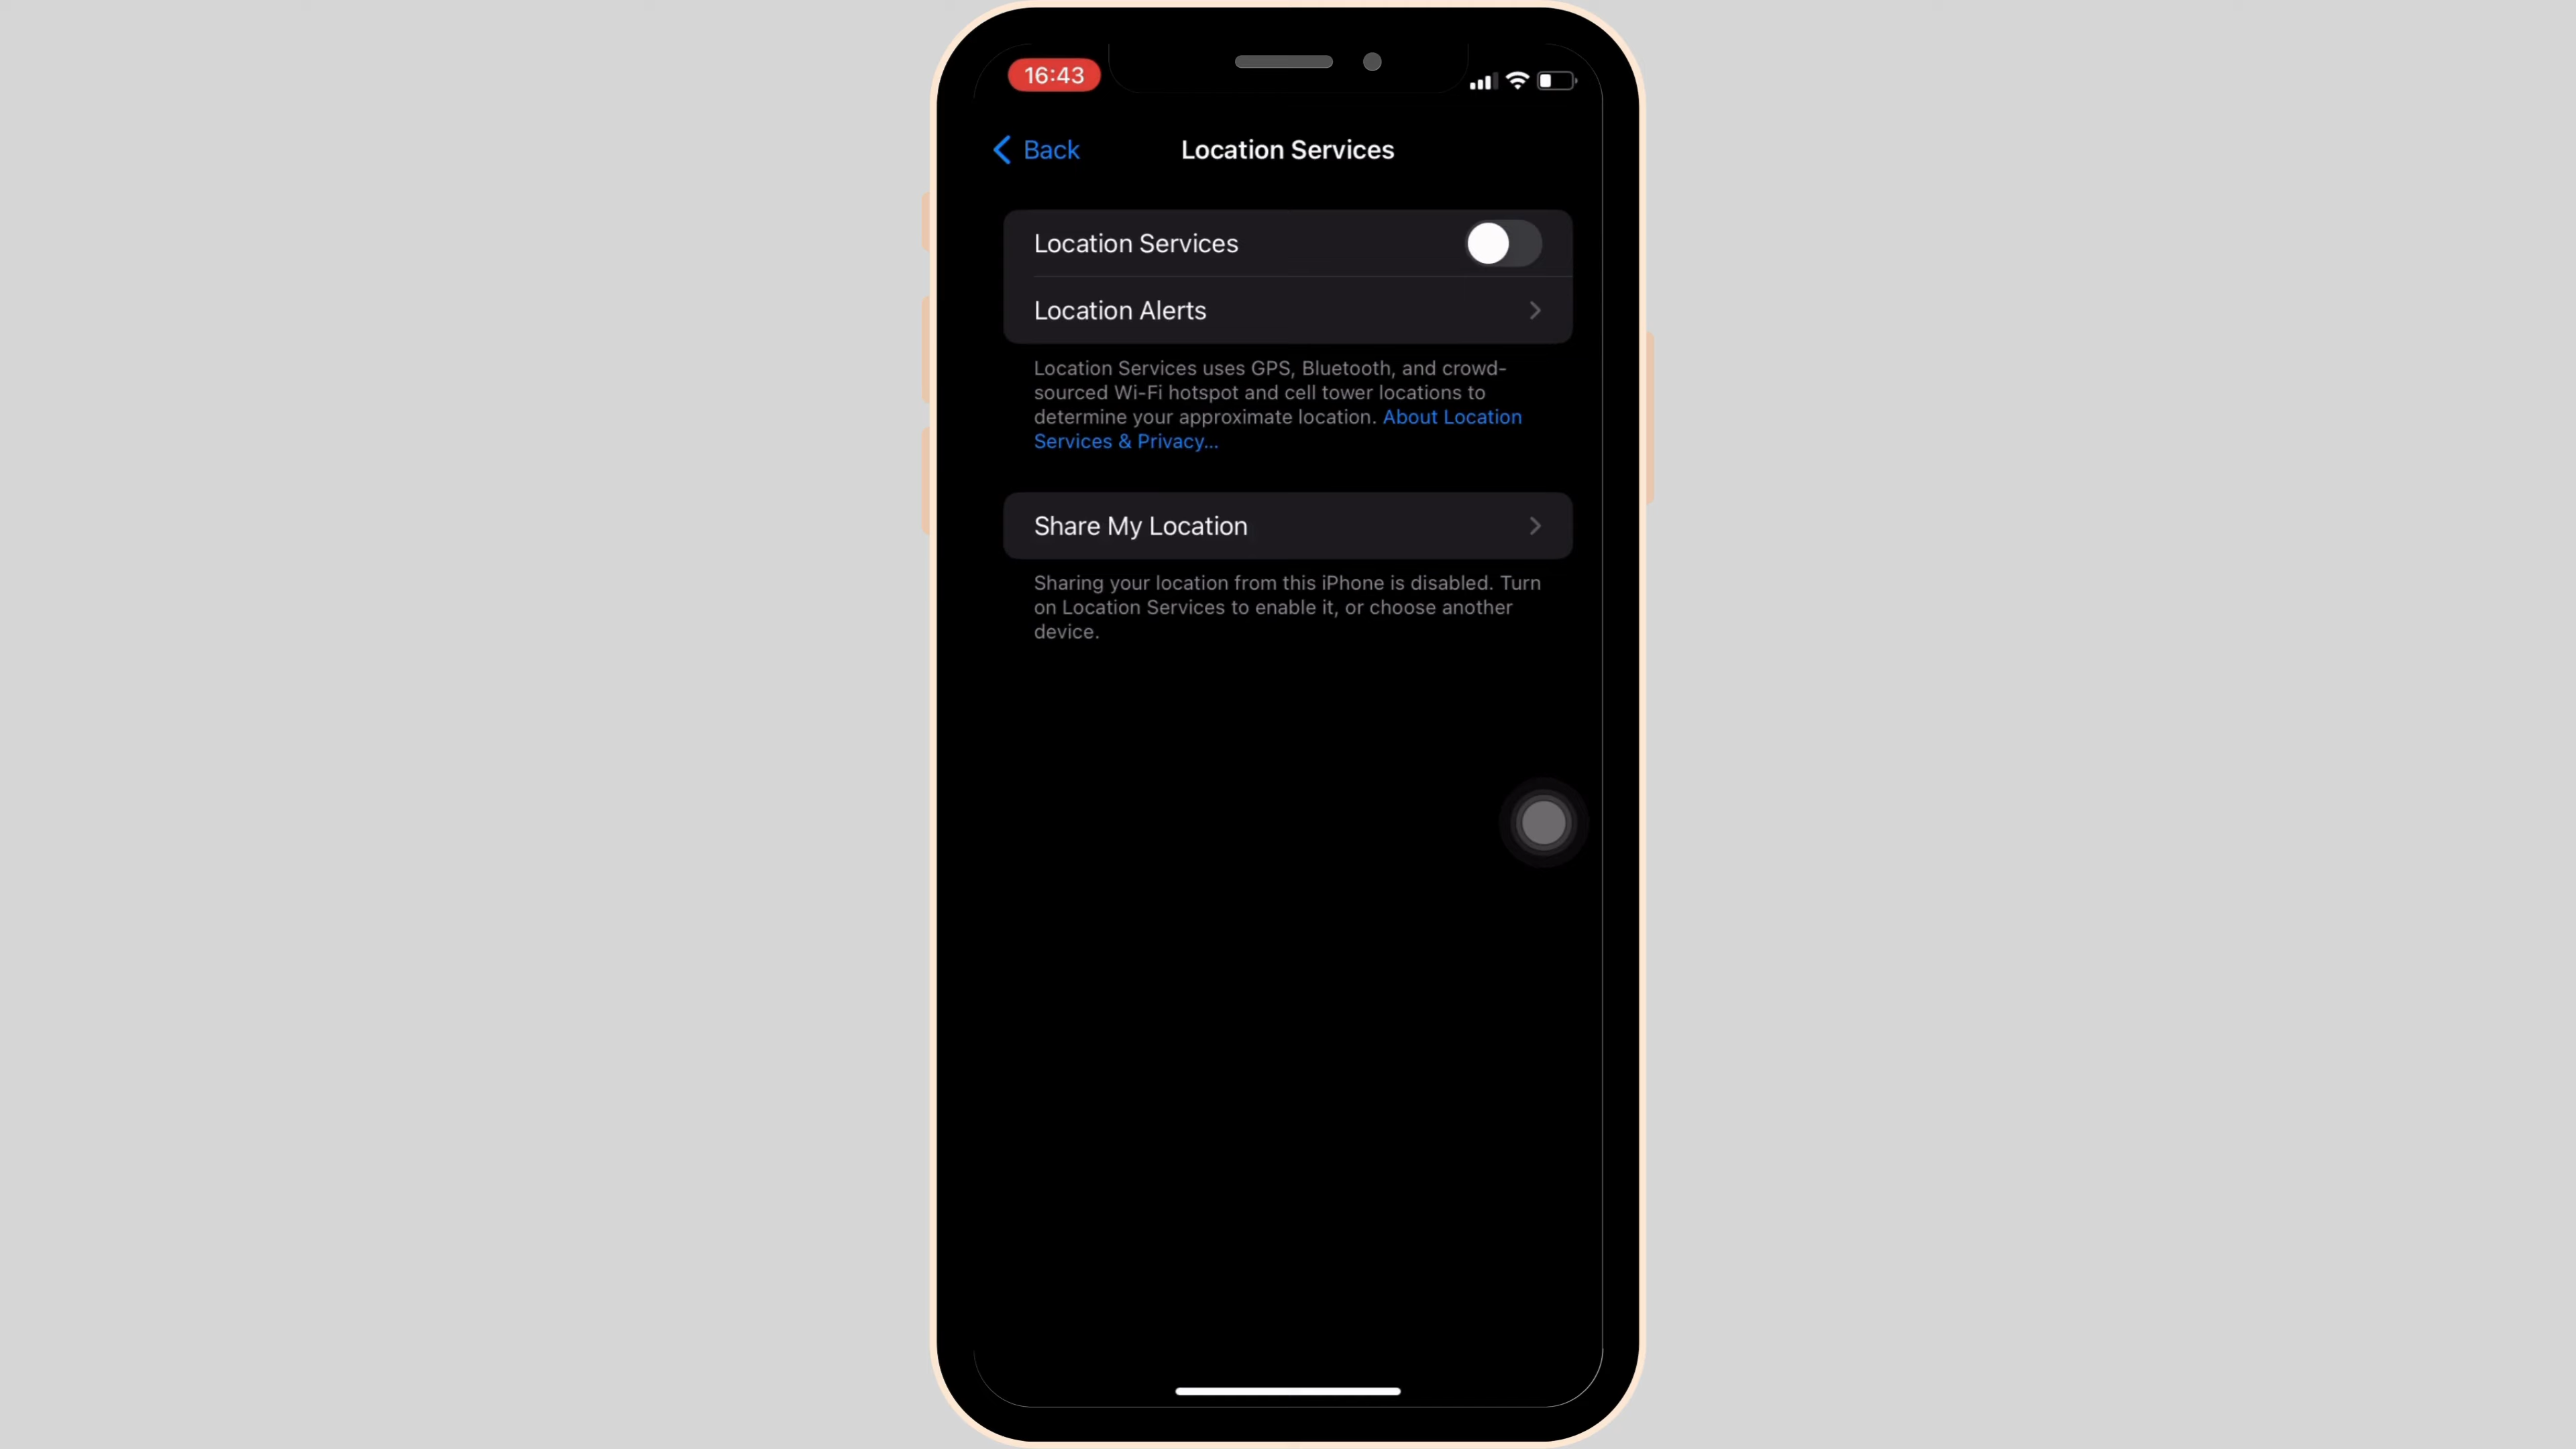 16:43
Back
Location Services
Location Services
Location Alerts
Location Services uses GPS, Bluetooth, and crowd-
sourced Wi-Fi hotspot and cell tower locations to
determine your approximate location. About Location
Services & Privacy...
Share My Location
Sharing your location from this iPhone is disabled. Turn
on Location Services to enable it, or choose another
device.